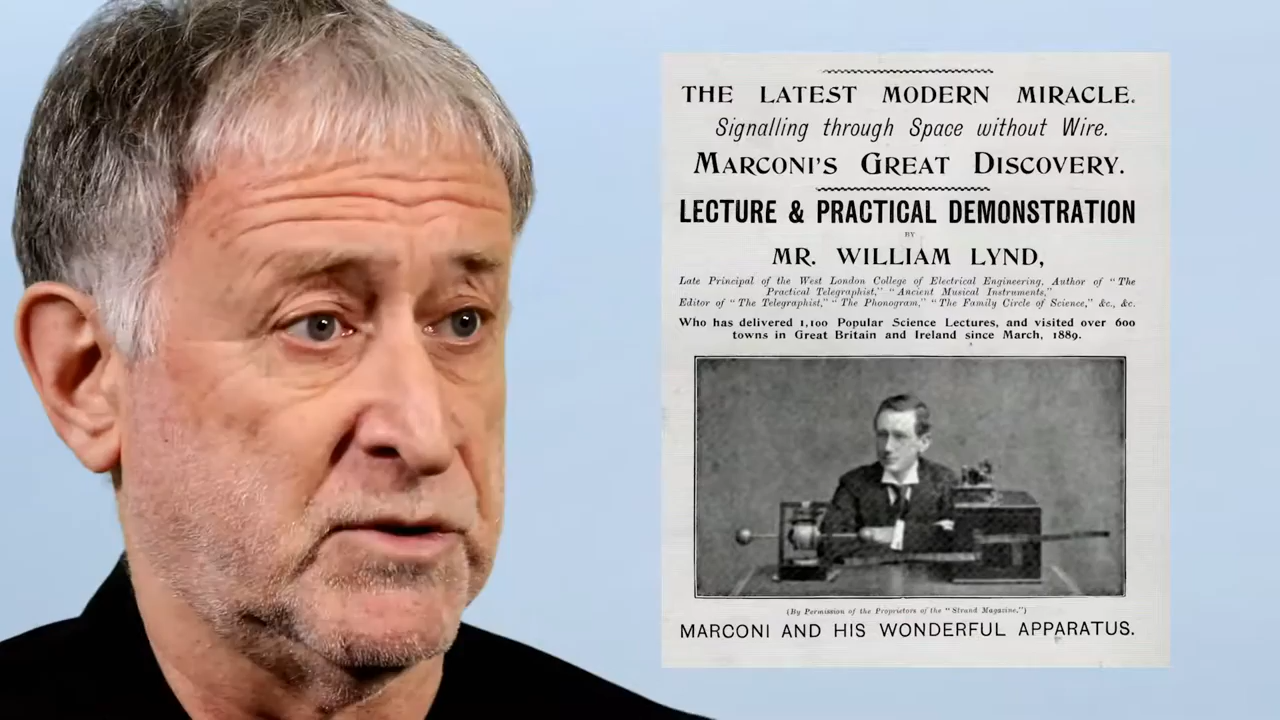 THE LATEST MODERN MIRACLE.
Signalling through Space without Wire.
MARCONI'S GREAT DISCOVERY.
LECTURE & PRACTICAL DEMONSTRATION
BY
MR. WILLIAM LYND,
Late Principal of the West London College of Electrical Engineering, Author of "The
Practical Telegraphist," "Ancient Musical Instruments,"
Editor of "The Telegraphist," "The Phonogram," "The Family Circle of Science," &c., &c.
Who has delivered 1,100 Popular Science Lectures, and visited over 600
towns in Great Britain and Ireland since March, 1889.
(By Permission of the Proprietors of the "Strand Magazine.")
MARCONI AND HIS WONDERFUL APPARATUS.